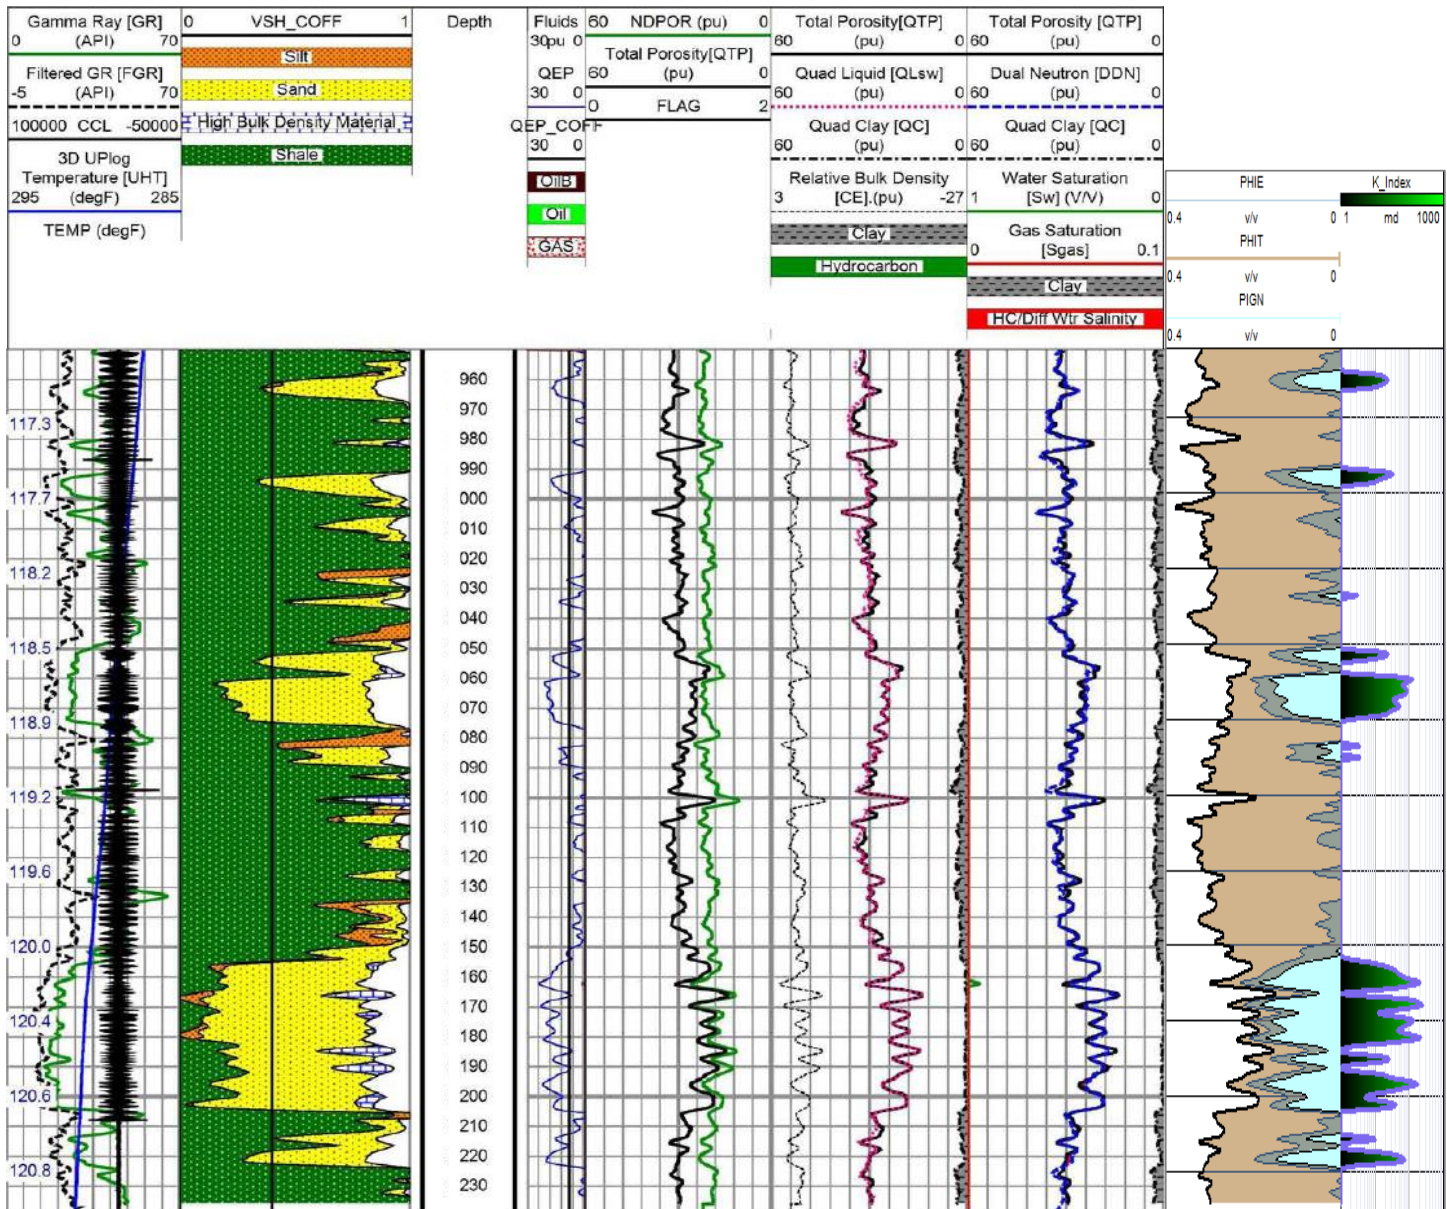 Gamma Ray [GR]
0 (API) 70
Filtered GR [FGR]
-5 (API) 70
100000 CCL -50000
3D UPlog
Temperature [UHT]
295 (degF) 285
TEMP (degF)
0 VSH_COFF 1
Silt
Sand
High Bulk Density Material
Shale
Depth
Fluids
30pu 0
QEP
30 0
QEP_COFF
30 0
OilB
Oil
GAS
60 NDPOR (pu) 0
Total Porosity[QTP]
60 (pu) 0
0 FLAG 2
Total Porosity[QTP]
60 (pu) 0
Quad Liquid [QLsw]
60 (pu) 0
Quad Clay [QC]
60 (pu) 0
Relative Bulk Density
3 [CE].(pu) -27
Clay
Hydrocarbon
Total Porosity [QTP]
60 (pu) 0
Dual Neutron [DDN]
60 (pu) 0
Quad Clay [QC]
60 (pu) 0
Water Saturation
1 [Sw] (V/V) 0
Gas Saturation
0 [Sgas] 0.1
Clay
HC/Diff Wtr Salinity
PHIE
0.4 v/v 0
PHIT
0.4 v/v 0
PIGN
0.4 v/v 0
K_Index
1 md 1000
117.3
117.7
118.2
118.5
118.9
119.2
119.6
120.0
120.4
120.6
120.8
960
970
980
990
000
010
020
030
040
050
060
070
080
090
100
110
120
130
140
150
160
170
180
190
200
210
220
230